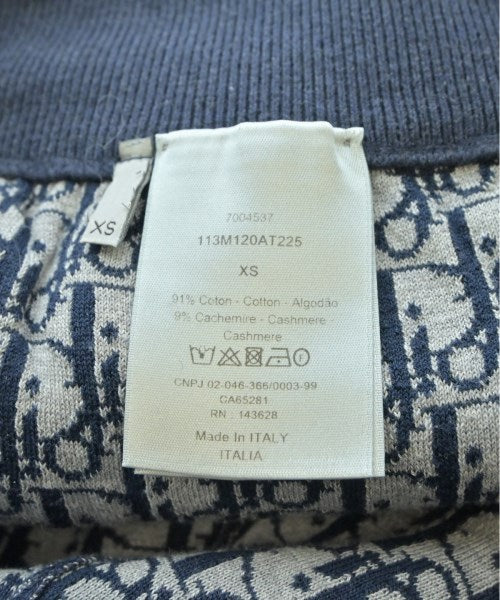 7004537
113M120AT225
XS
XS
91% Coton - Cotton - Algodão
9% Cachemire - Cashemere
Cashmere
CNPJ 02-046-366/0003-99
CA65281
RN : 143628
Made In ITALY
ITALIA